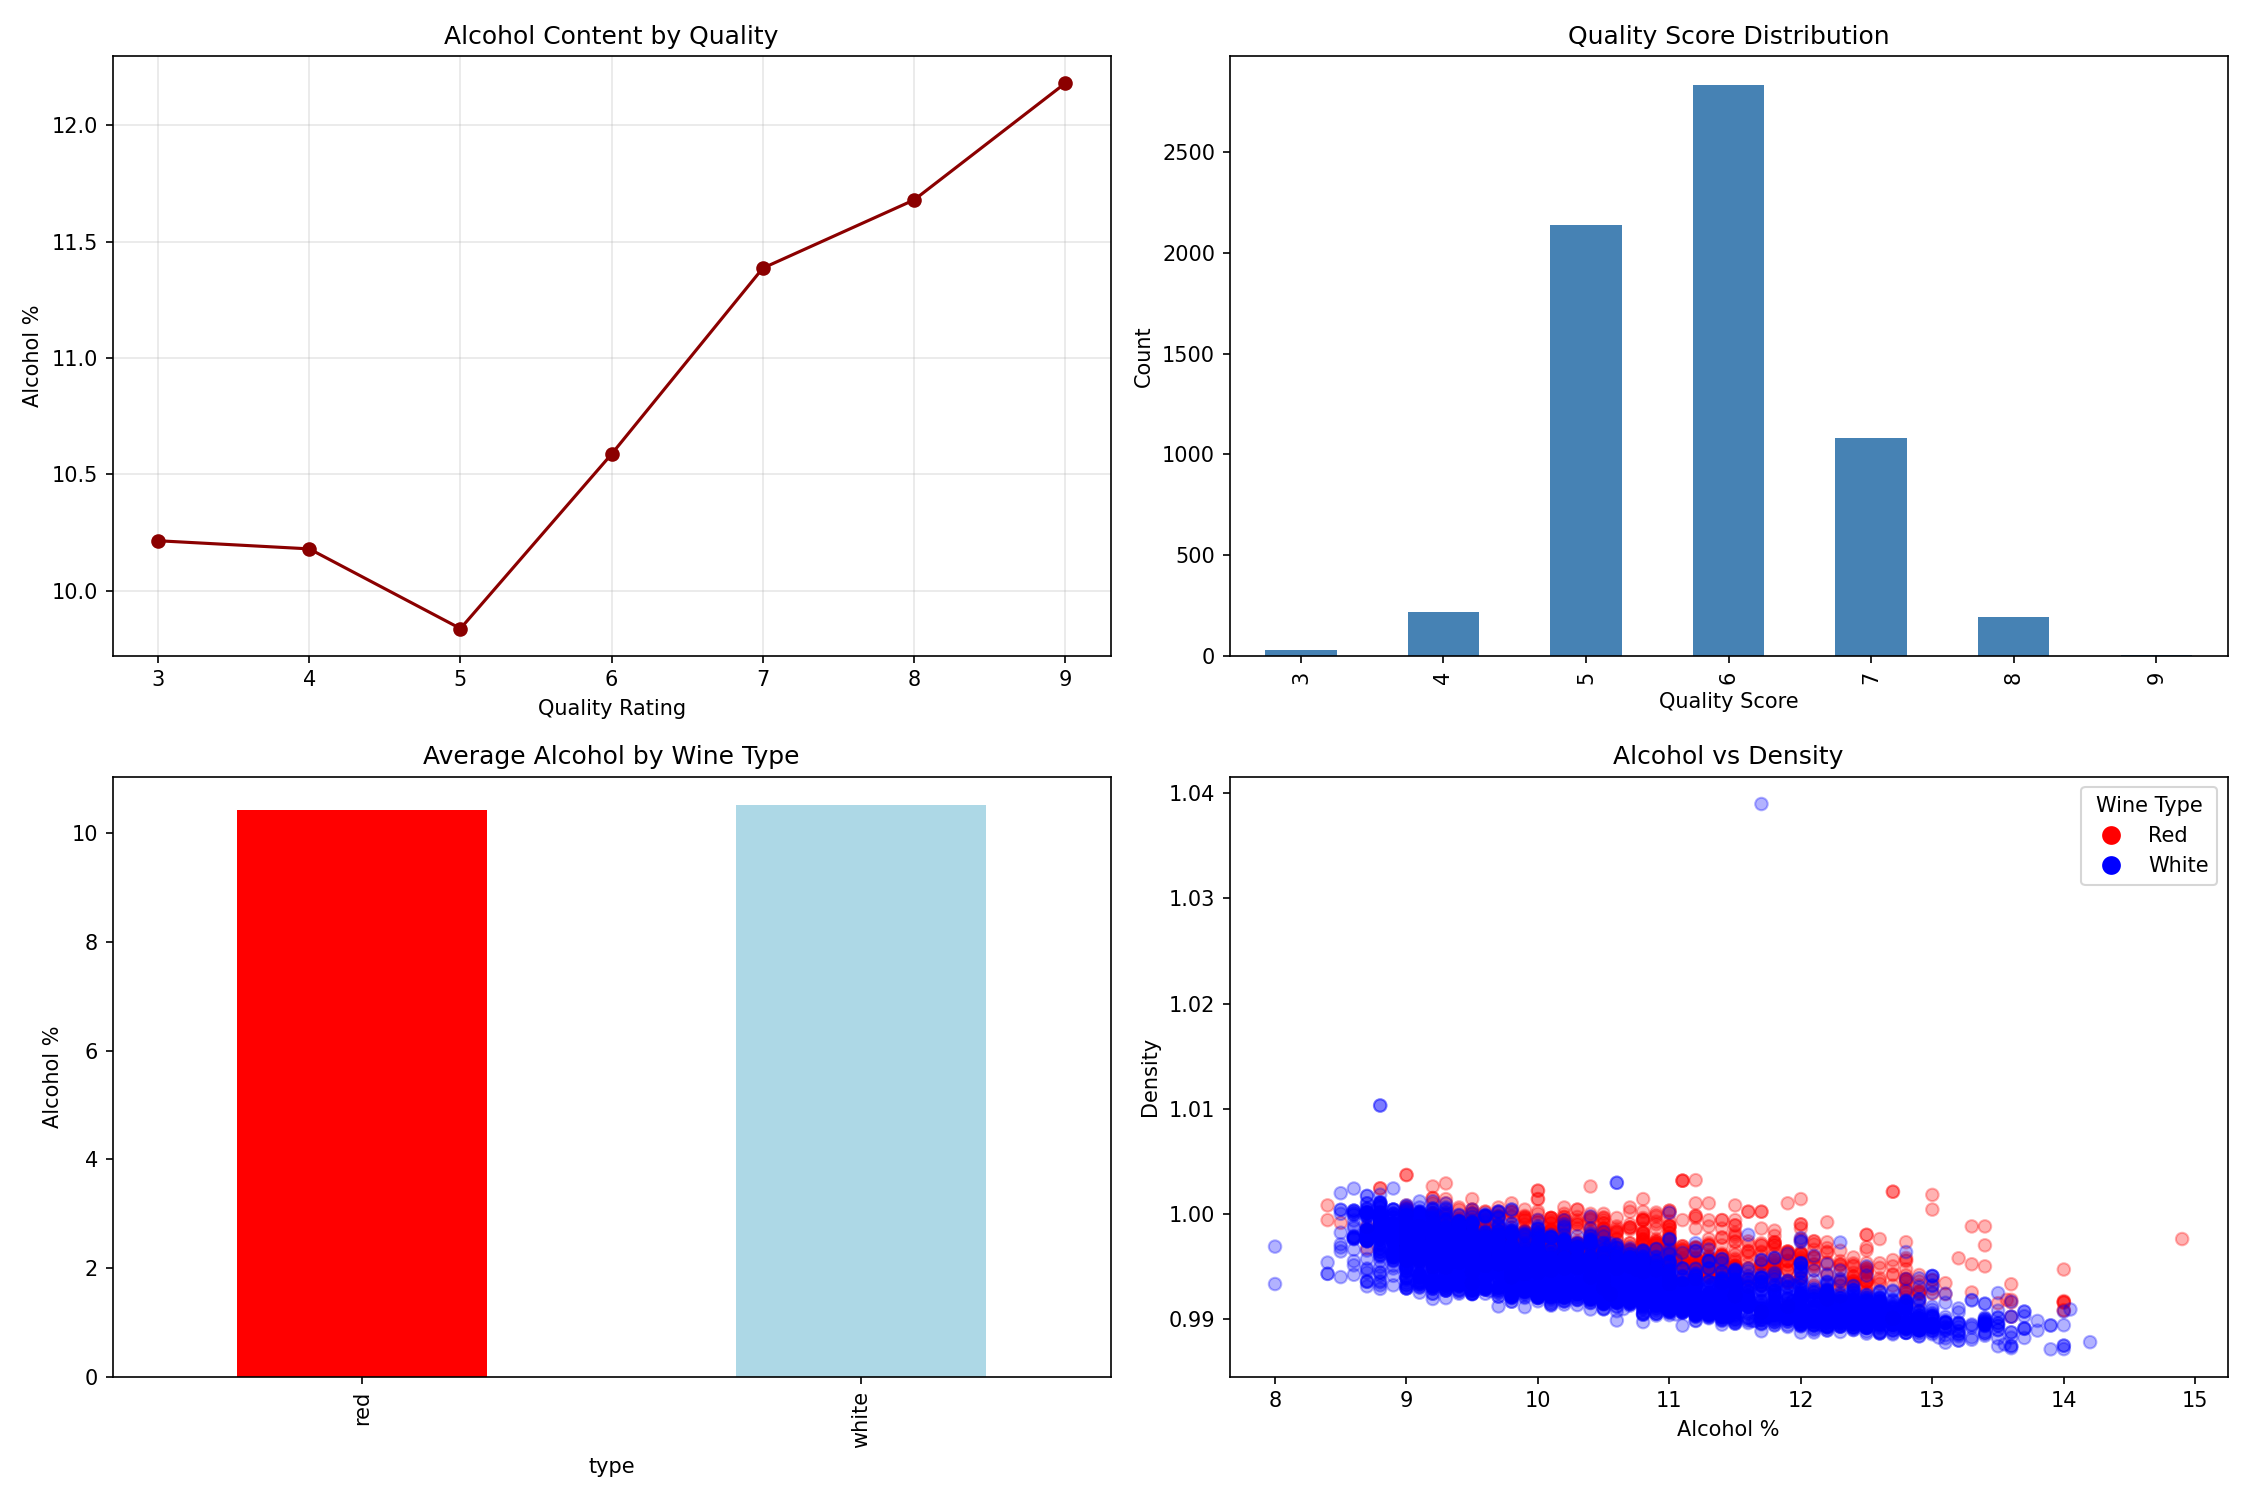 Alcohol Content by Quality
12.0
11.5
11.0
10.5
10.0
Alcohol %
3 4 5 6 7 8 9
Quality Rating
Quality Score Distribution
2500
2000
1500
1000
500
0
Count
3 4 5 6 7 8 9
Quality Score
Average Alcohol by Wine Type
10
8
6
4
2
0
Alcohol %
red white
type
Alcohol vs Density
1.04
1.03
1.02
1.01
1.00
0.99
Density
Wine Type
Red
White
8 9 10 11 12 13 14 15
Alcohol %